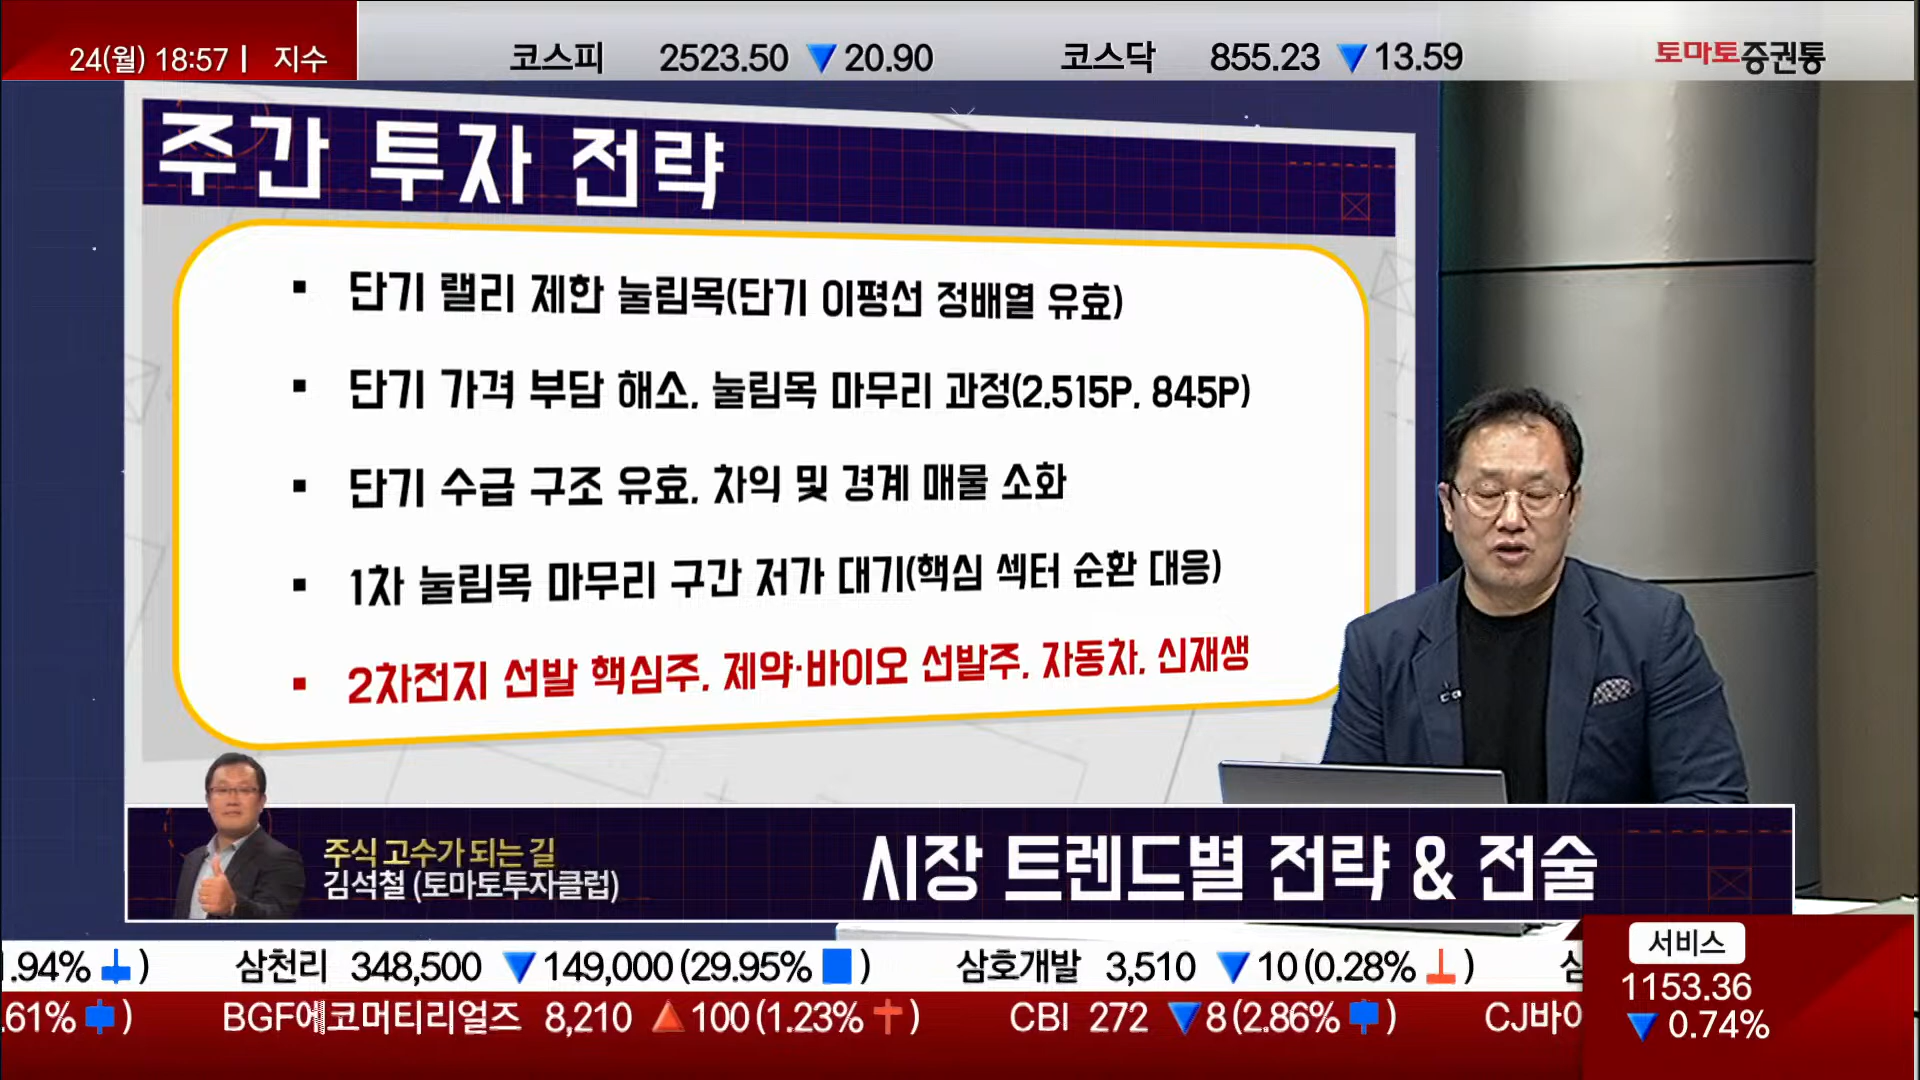 24(월) 18:57 | 지수
코스피 2523.50 ▼20.90 코스닥 855.23 ▼13.59
토마토증권통
주간 투자 전략
▪ 단기 랠리 제한 눌림목(단기 이평선 정배열 유효)
▪ 단기 가격 부담 해소, 눌림목 마무리 과정(2,515P, 845P)
▪ 단기 수급 구조 유효, 차익 및 경계 매물 소화
▪ 1차 눌림목 마무리 구간 저가 대기(핵심 섹터 순환 대응)
▪ 2차전지 선발 핵심주, 제약·바이오 선발주, 자동차, 신재생
주식 고수가 되는 길
김석철 (토마토투자클럽)
시장 트렌드별 전략 & 전술
.94% ) 삼천리 348,500 ▼149,000(29.95% ) 삼호개발 3,510 ▼10(0.28% )
.61% ) BGF에코머티리얼즈 8,210 ▲100(1.23% ) CBI 272 ▼8(2.86% ) CJ바이
서비스
1153.36
▼ 0.74%